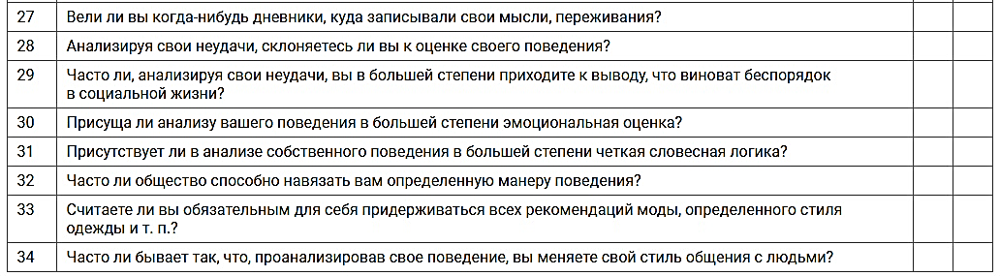 27 Вели ли вы когда-нибудь дневники, куда записывали свои мысли, переживания?
28 Анализируя свои неудачи, склоняетесь ли вы к оценке своего поведения?
29 Часто ли, анализируя свои неудачи, вы в большей степени приходите к выводу, что виноват беспорядок
в социальной жизни?
30 Присуща ли анализу вашего поведения в большей степени эмоциональная оценка?
31 Присутствует ли в анализе собственного поведения в большей степени четкая словесная логика?
32 Часто ли общество способно навязать вам определенную манеру поведения?
33 Считаете ли вы обязательным для себя придерживаться всех рекомендаций моды, определенного стиля
одежды и т. п.?
34 Часто ли бывает так, что, проанализировав свое поведение, вы меняете свой стиль общения с людьми?